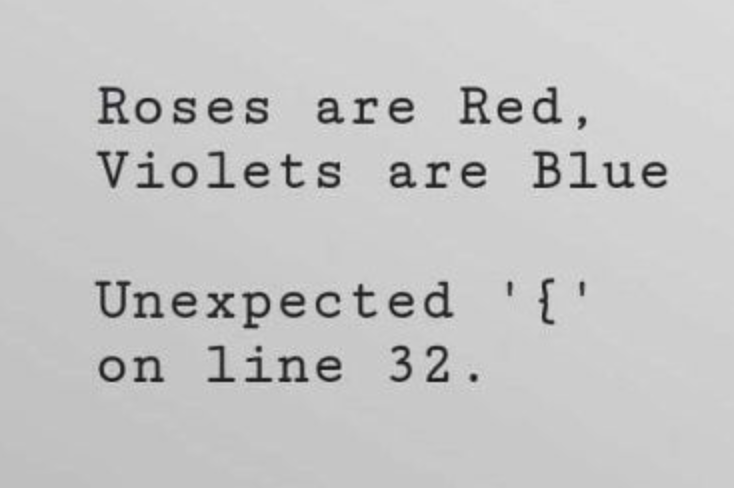 Roses are Red,
Violets are Blue
Unexpected '{'
on line 32.